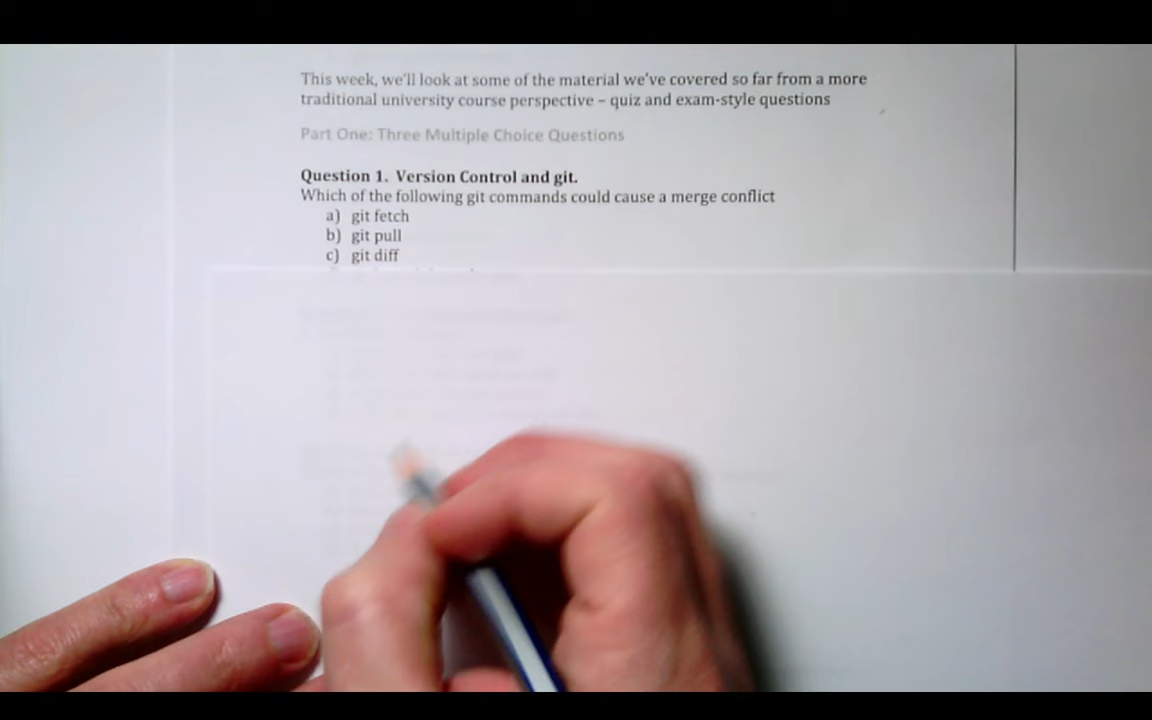 This week, we'll look at some of the material we've covered so far from a more
traditional university course perspective – quiz and exam-style questions
Part One: Three Multiple Choice Questions
Question 1. Version Control and git.
Which of the following git commands could cause a merge conflict
a) git fetch
b) git pull
c) git diff